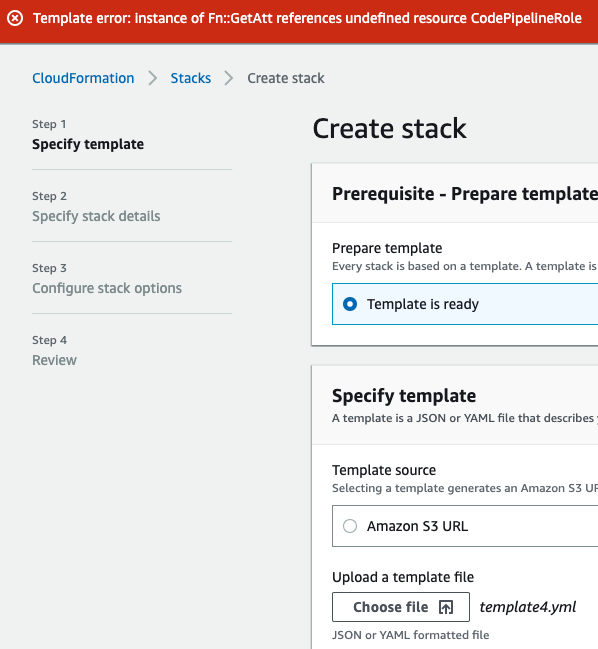 Template error: instance of Fn::GetAtt references undefined resource CodePipelineRole
CloudFormation > Stacks > Create stack
Step 1
Specify template
Step 2
Specify stack details
Step 3
Configure stack options
Step 4
Review
Create stack
Prerequisite - Prepare template
Prepare template
Every stack is based on a template. A template is
Template is ready
Specify template
A template is a JSON or YAML file that describes
Template source
Selecting a template generates an Amazon S3 UR
Amazon S3 URL
Upload a template file
Choose file template4.yml
JSON or YAML formatted file